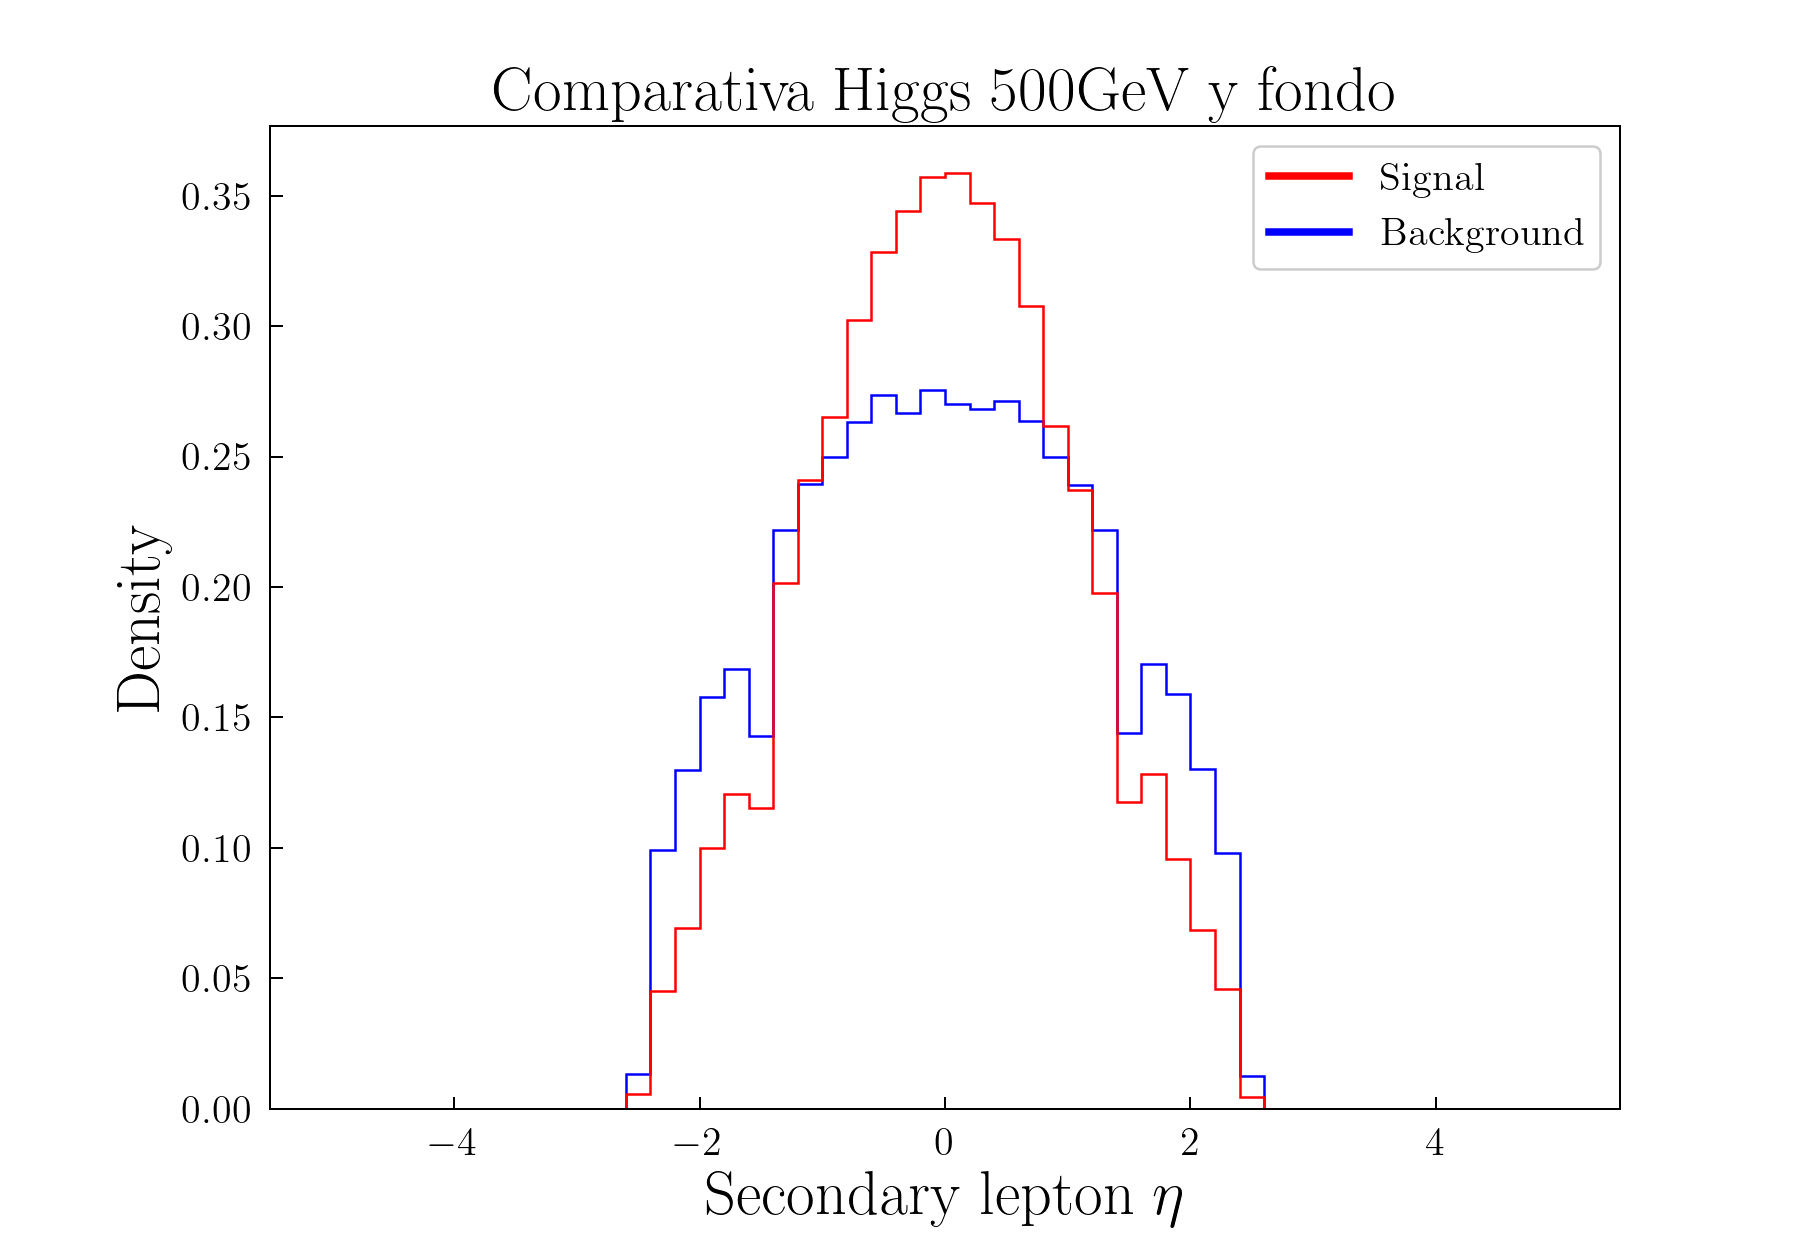 Comparativa Higgs 500GeV y fondo
Signal
Background
0.35
0.30
0.25
0.20
0.15
0.10
0.05
0.00
Density
−4
−2
0
2
4
Secondary lepton η